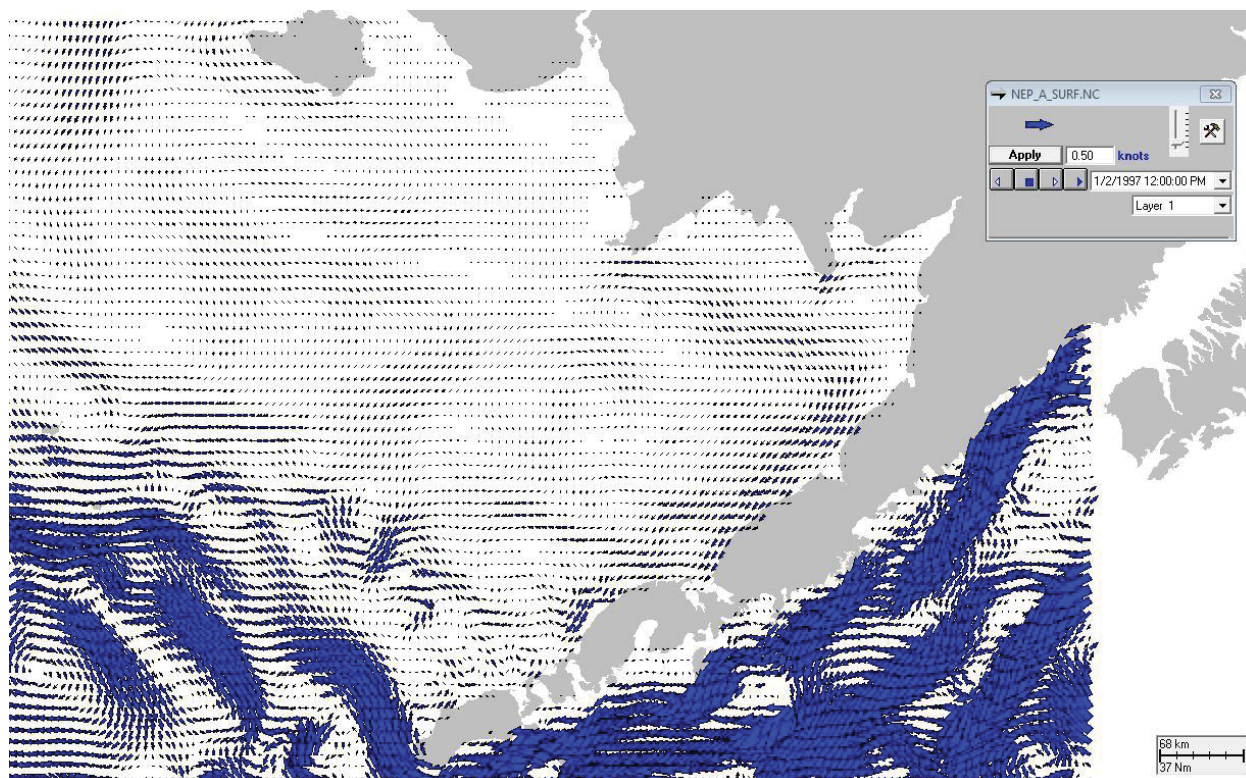 NEP_A_SURF.NC
Apply 0.50 knots
1/2/1997 12:00:00 PM
Layer 1
68 km
37 Nm